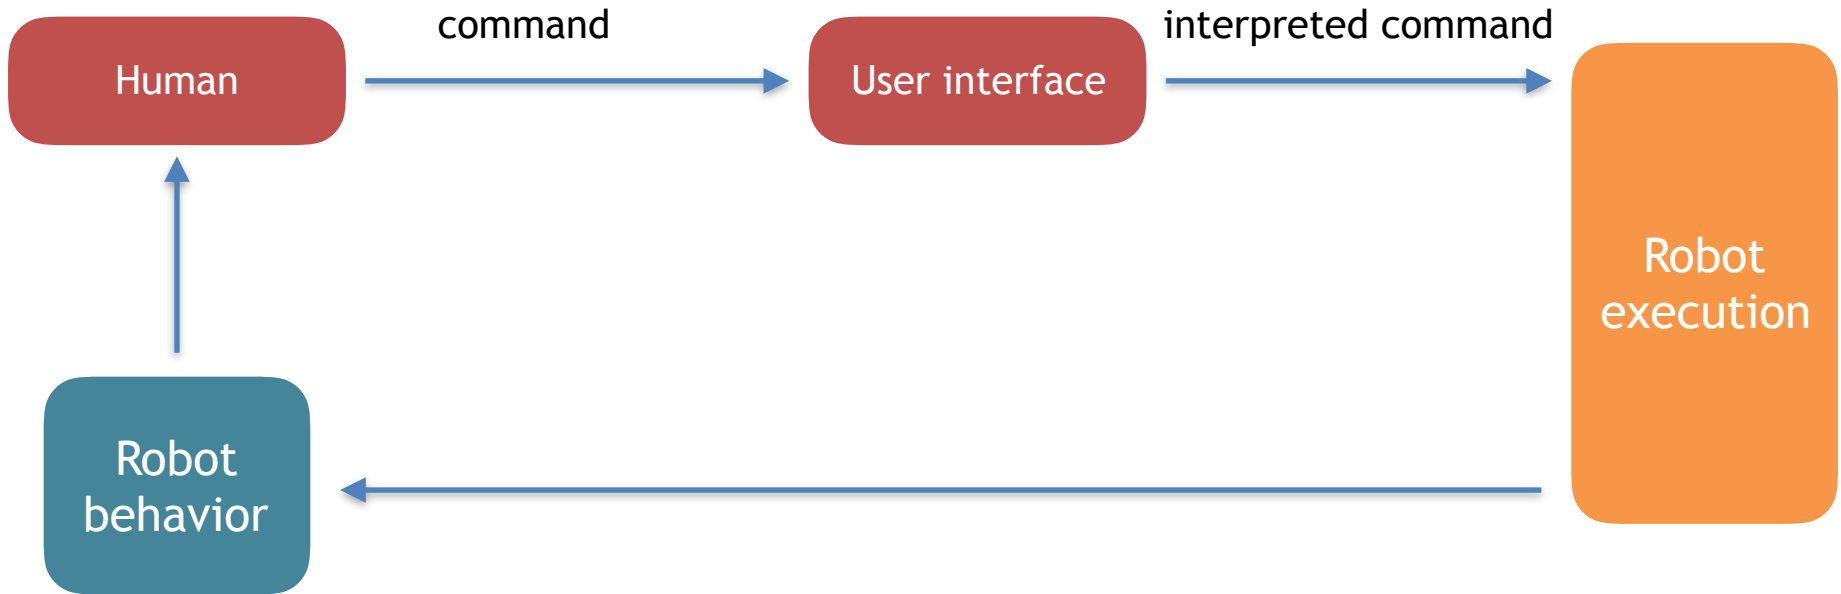 command
interpreted command
Human
User interface
Robot
execution
Robot
behavior